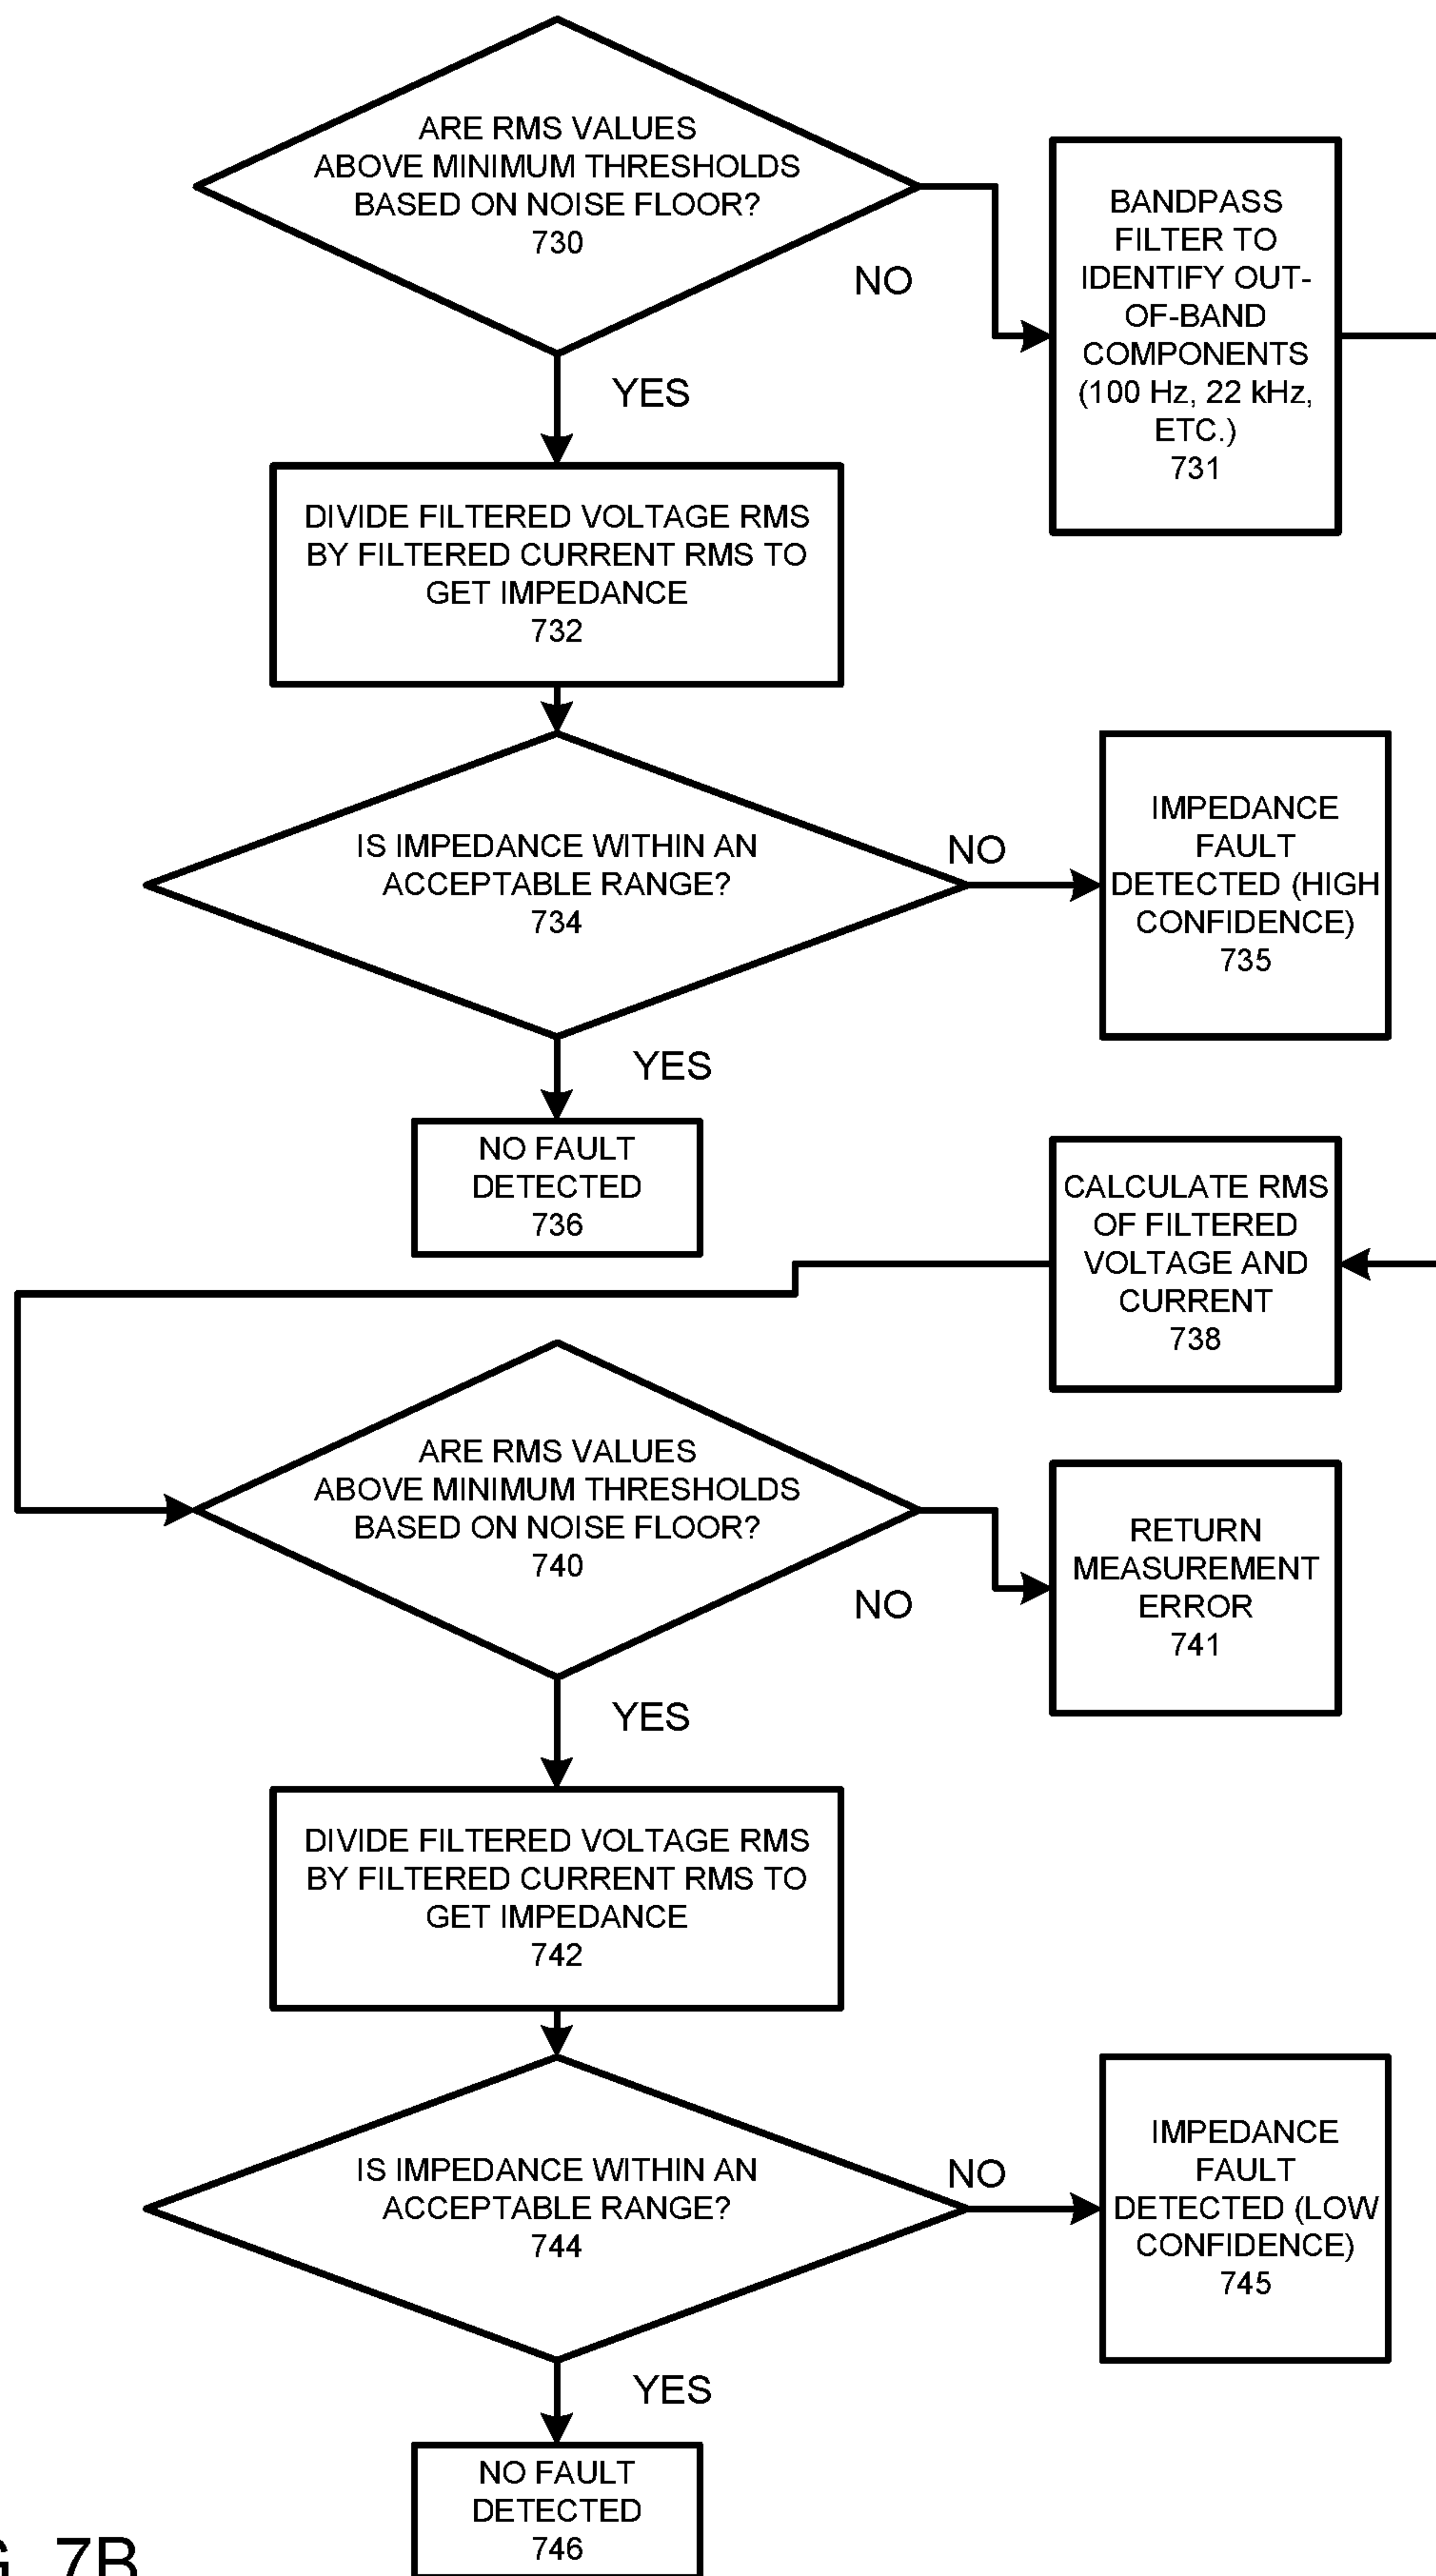 ARE RMS VALUES
ABOVE MINIMUM THRESHOLDS
BASED ON NOISE FLOOR?
730
NO
BANDPASS
FILTER TO
IDENTIFY OUT-
OF-BAND
COMPONENTS
(100 Hz, 22 kHz,
ETC.)
731
YES
DIVIDE FILTERED VOLTAGE RMS
BY FILTERED CURRENT RMS TO
GET IMPEDANCE
732
IS IMPEDANCE WITHIN AN
ACCEPTABLE RANGE?
734
NO
IMPEDANCE
FAULT
DETECTED (HIGH
CONFIDENCE)
735
YES
NO FAULT
DETECTED
736
CALCULATE RMS
OF FILTERED
VOLTAGE AND
CURRENT
738
ARE RMS VALUES
ABOVE MINIMUM THRESHOLDS
BASED ON NOISE FLOOR?
740
NO
RETURN
MEASUREMENT
ERROR
741
YES
DIVIDE FILTERED VOLTAGE RMS
BY FILTERED CURRENT RMS TO
GET IMPEDANCE
742
IS IMPEDANCE WITHIN AN
ACCEPTABLE RANGE?
744
NO
IMPEDANCE
FAULT
DETECTED (LOW
CONFIDENCE)
745
YES
NO FAULT
DETECTED
746
7B